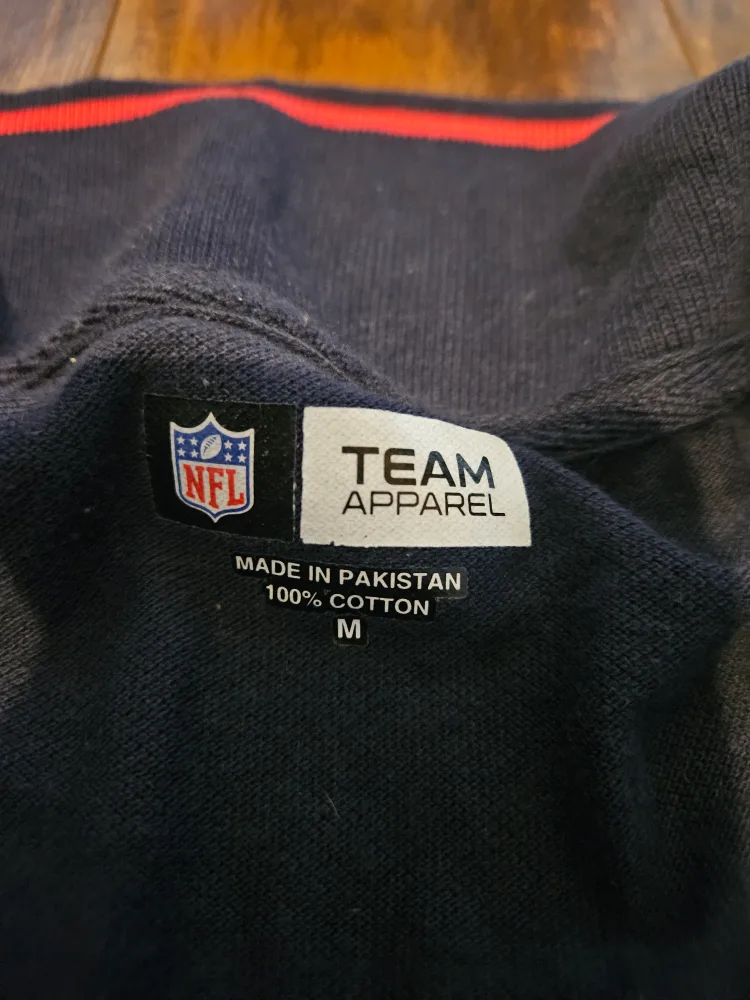 NFL
TEAM
APPAREL
MADE IN PAKISTAN
100% COTTON
M